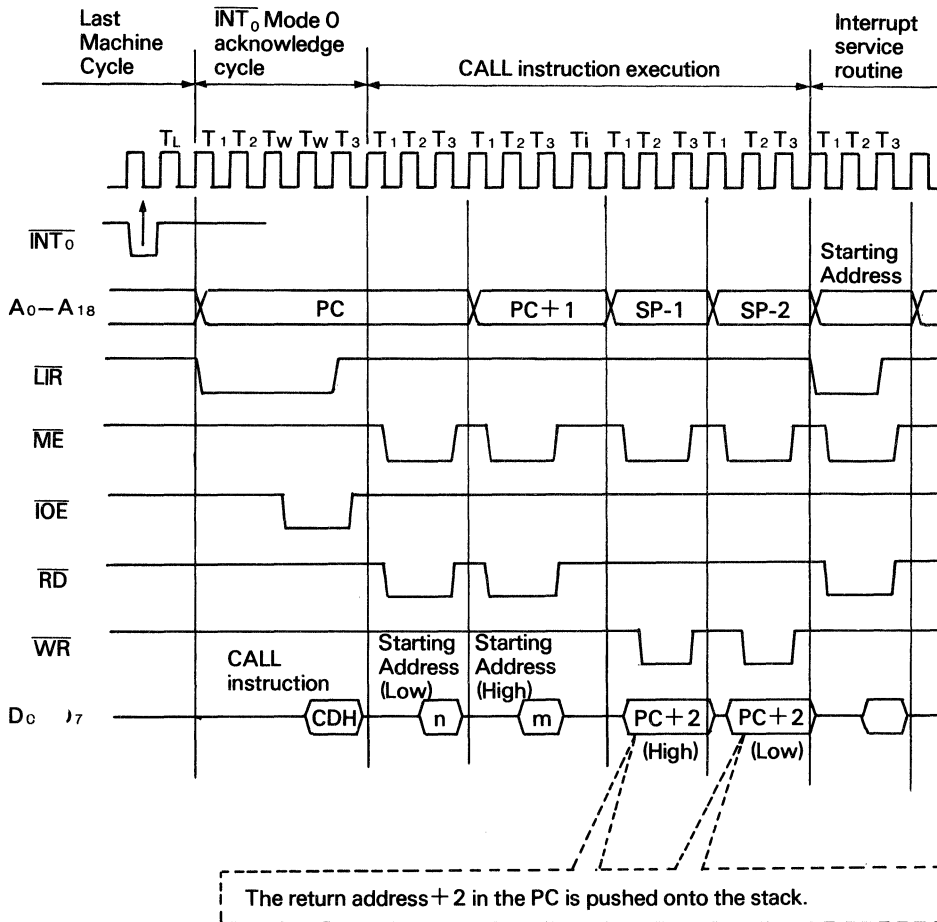 Last
Machine
Cycle
INT₀ Mode 0
acknowledge
cycle
CALL instruction execution
Interrupt
service
routine
TL T1 T2 TW TW T3 T1 T2 T3 T1 T2 T3 Ti T1 T2 T3 T1 T2 T3 T1 T2 T3
INT₀
Starting
Address
A0–A18
PC
PC+1
SP-1
SP-2
LIR
ME
IOE
RD
WR
CALL
instruction
Starting
Address
(Low)
Starting
Address
(High)
D 7
CDH
n
m
PC+2
(High)
PC+2
(Low)
The return address+2 in the PC is pushed onto the stack.